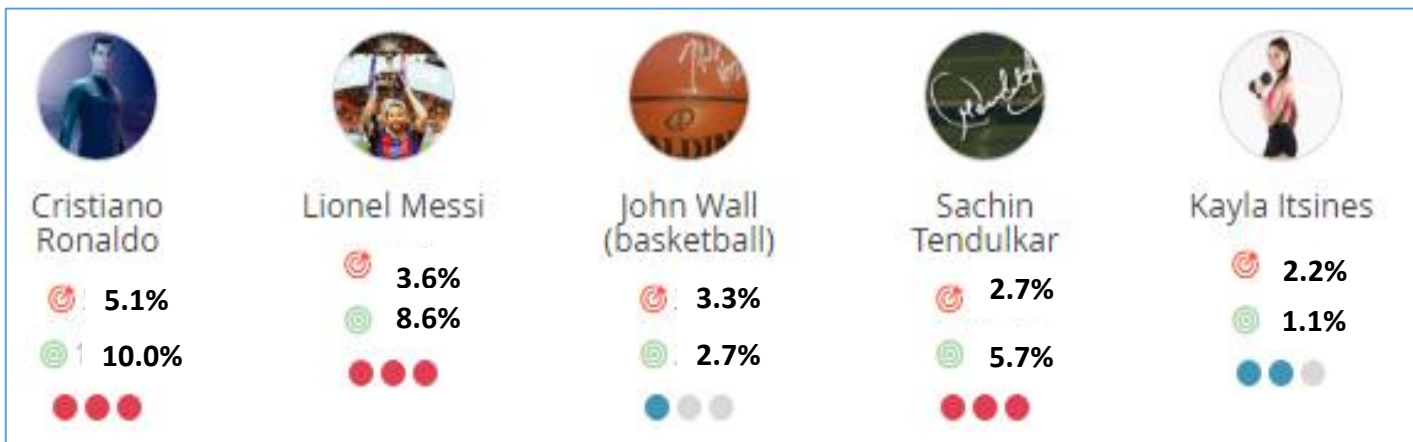 Cristiano
Ronaldo
5.1%
10.0%
Lionel Messi
3.6%
8.6%
John Wall
(basketball)
3.3%
2.7%
Sachin
Tendulkar
2.7%
5.7%
Kayla Itsines
2.2%
1.1%